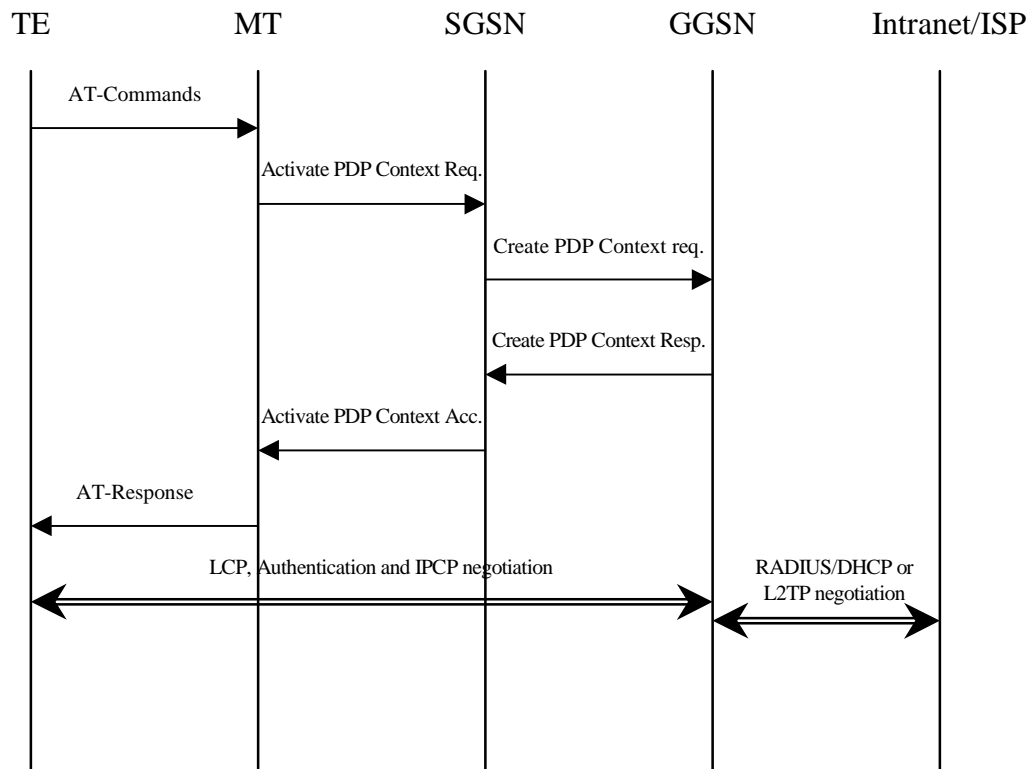 TE MT SGSN GGSN Intranet/ISP
AT-Commands
Activate PDP Context Req.
Create PDP Context req.
Create PDP Context Resp.
Activate PDP Context Acc.
AT-Response
LCP, Authentication and IPCP negotiation
RADIUS/DHCP or
L2TP negotiation